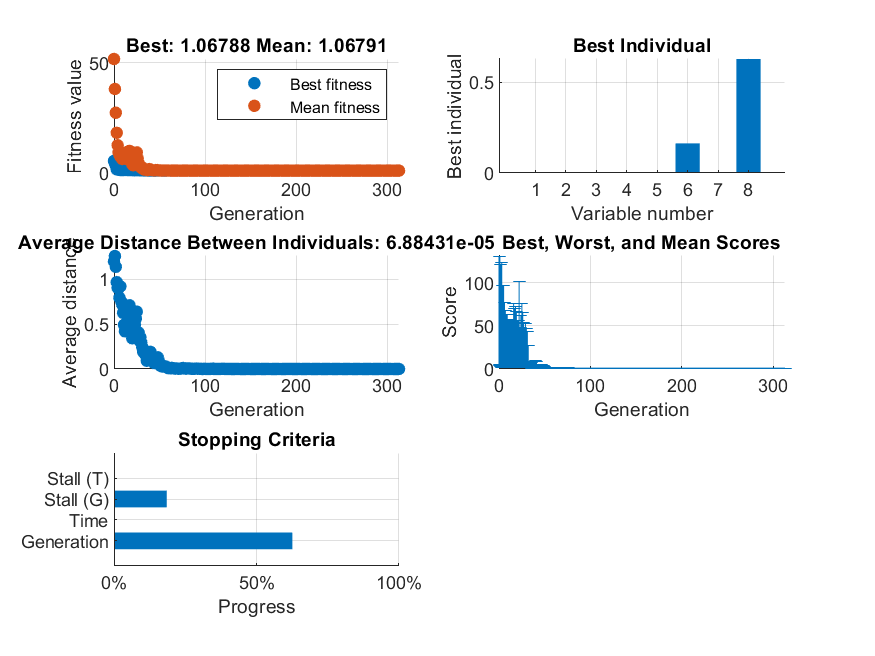 Best: 1.06788 Mean: 1.06791
Fitness value
50
0
Best fitness
Mean fitness
0 100 200 300
Generation
Best Individual
Best individual
0.5
0
1 2 3 4 5 6 7 8
Variable number
Average Distance Between Individuals: 6.88431e-05
Average distance
1
0.5
0
0 100 200 300
Generation
Best, Worst, and Mean Scores
Score
100
50
0
0 100 200 300
Generation
Stopping Criteria
Stall (T)
Stall (G)
Time
Generation
0% 50% 100%
Progress